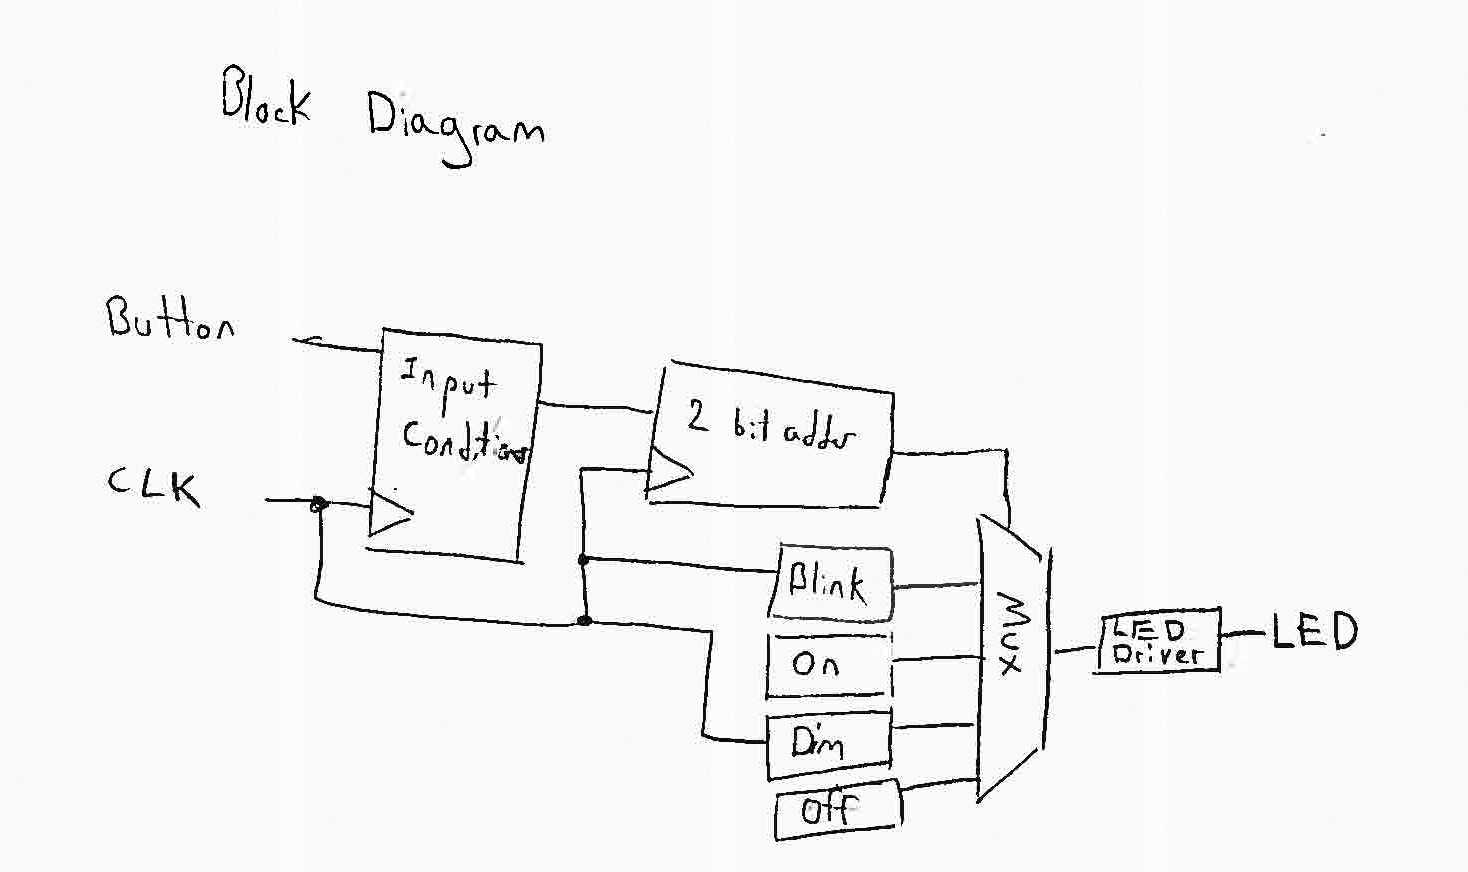 Block Diagram
Button
Input
CLK
2 bit adder
Blink
On
Dim
Off
Mux
LED
Driver
LED